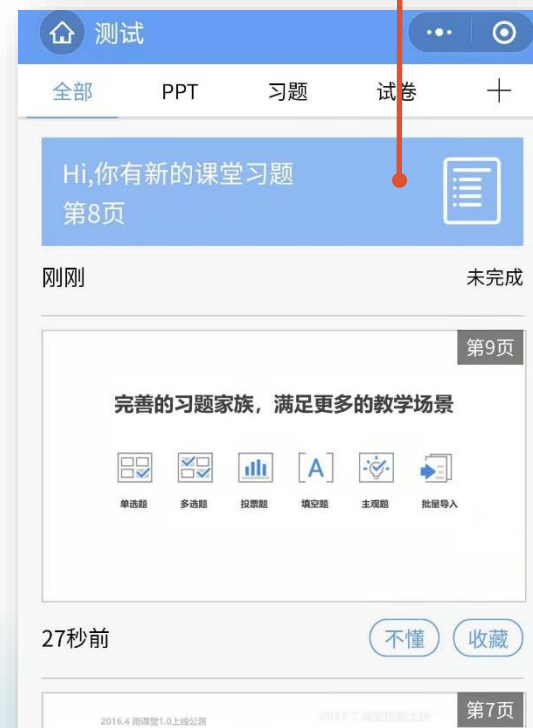 测试
全部 PPT 习题 试卷
Hi,你有新的课堂习题
第8页
刚刚 未完成
第9页
完善的习题家族，满足更多的教学场景
A
单选题 多选题 投票题 填空题 主观题 批量导入
27秒前 不懂 收藏
第7页
2016.4 雨课堂1.0上线公测